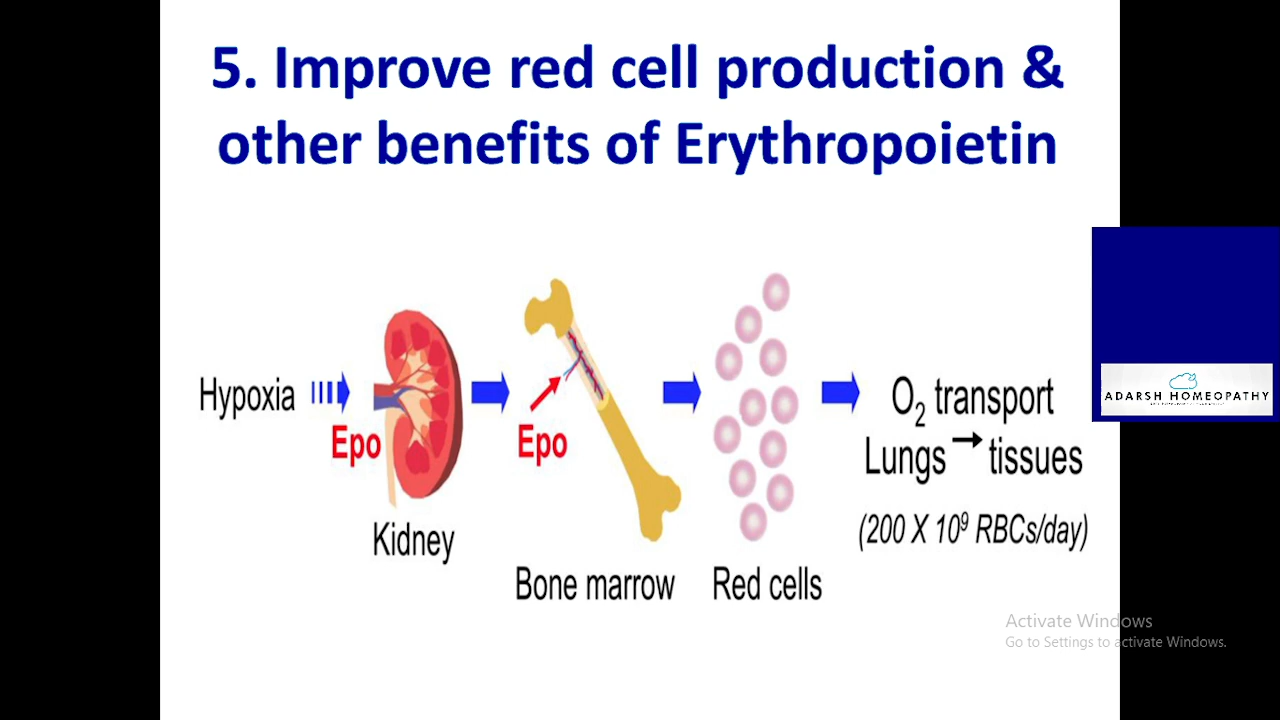 5. Improve red cell production &
other benefits of Erythropoietin
Hypoxia
Epo
Kidney
Epo
Bone marrow
Red cells
O₂ transport
Lungs → tissues
(200 X 10⁹ RBCs/day)
ADARSH HOMEOPATHY
Activate Windows
Go to Settings to activate Windows.